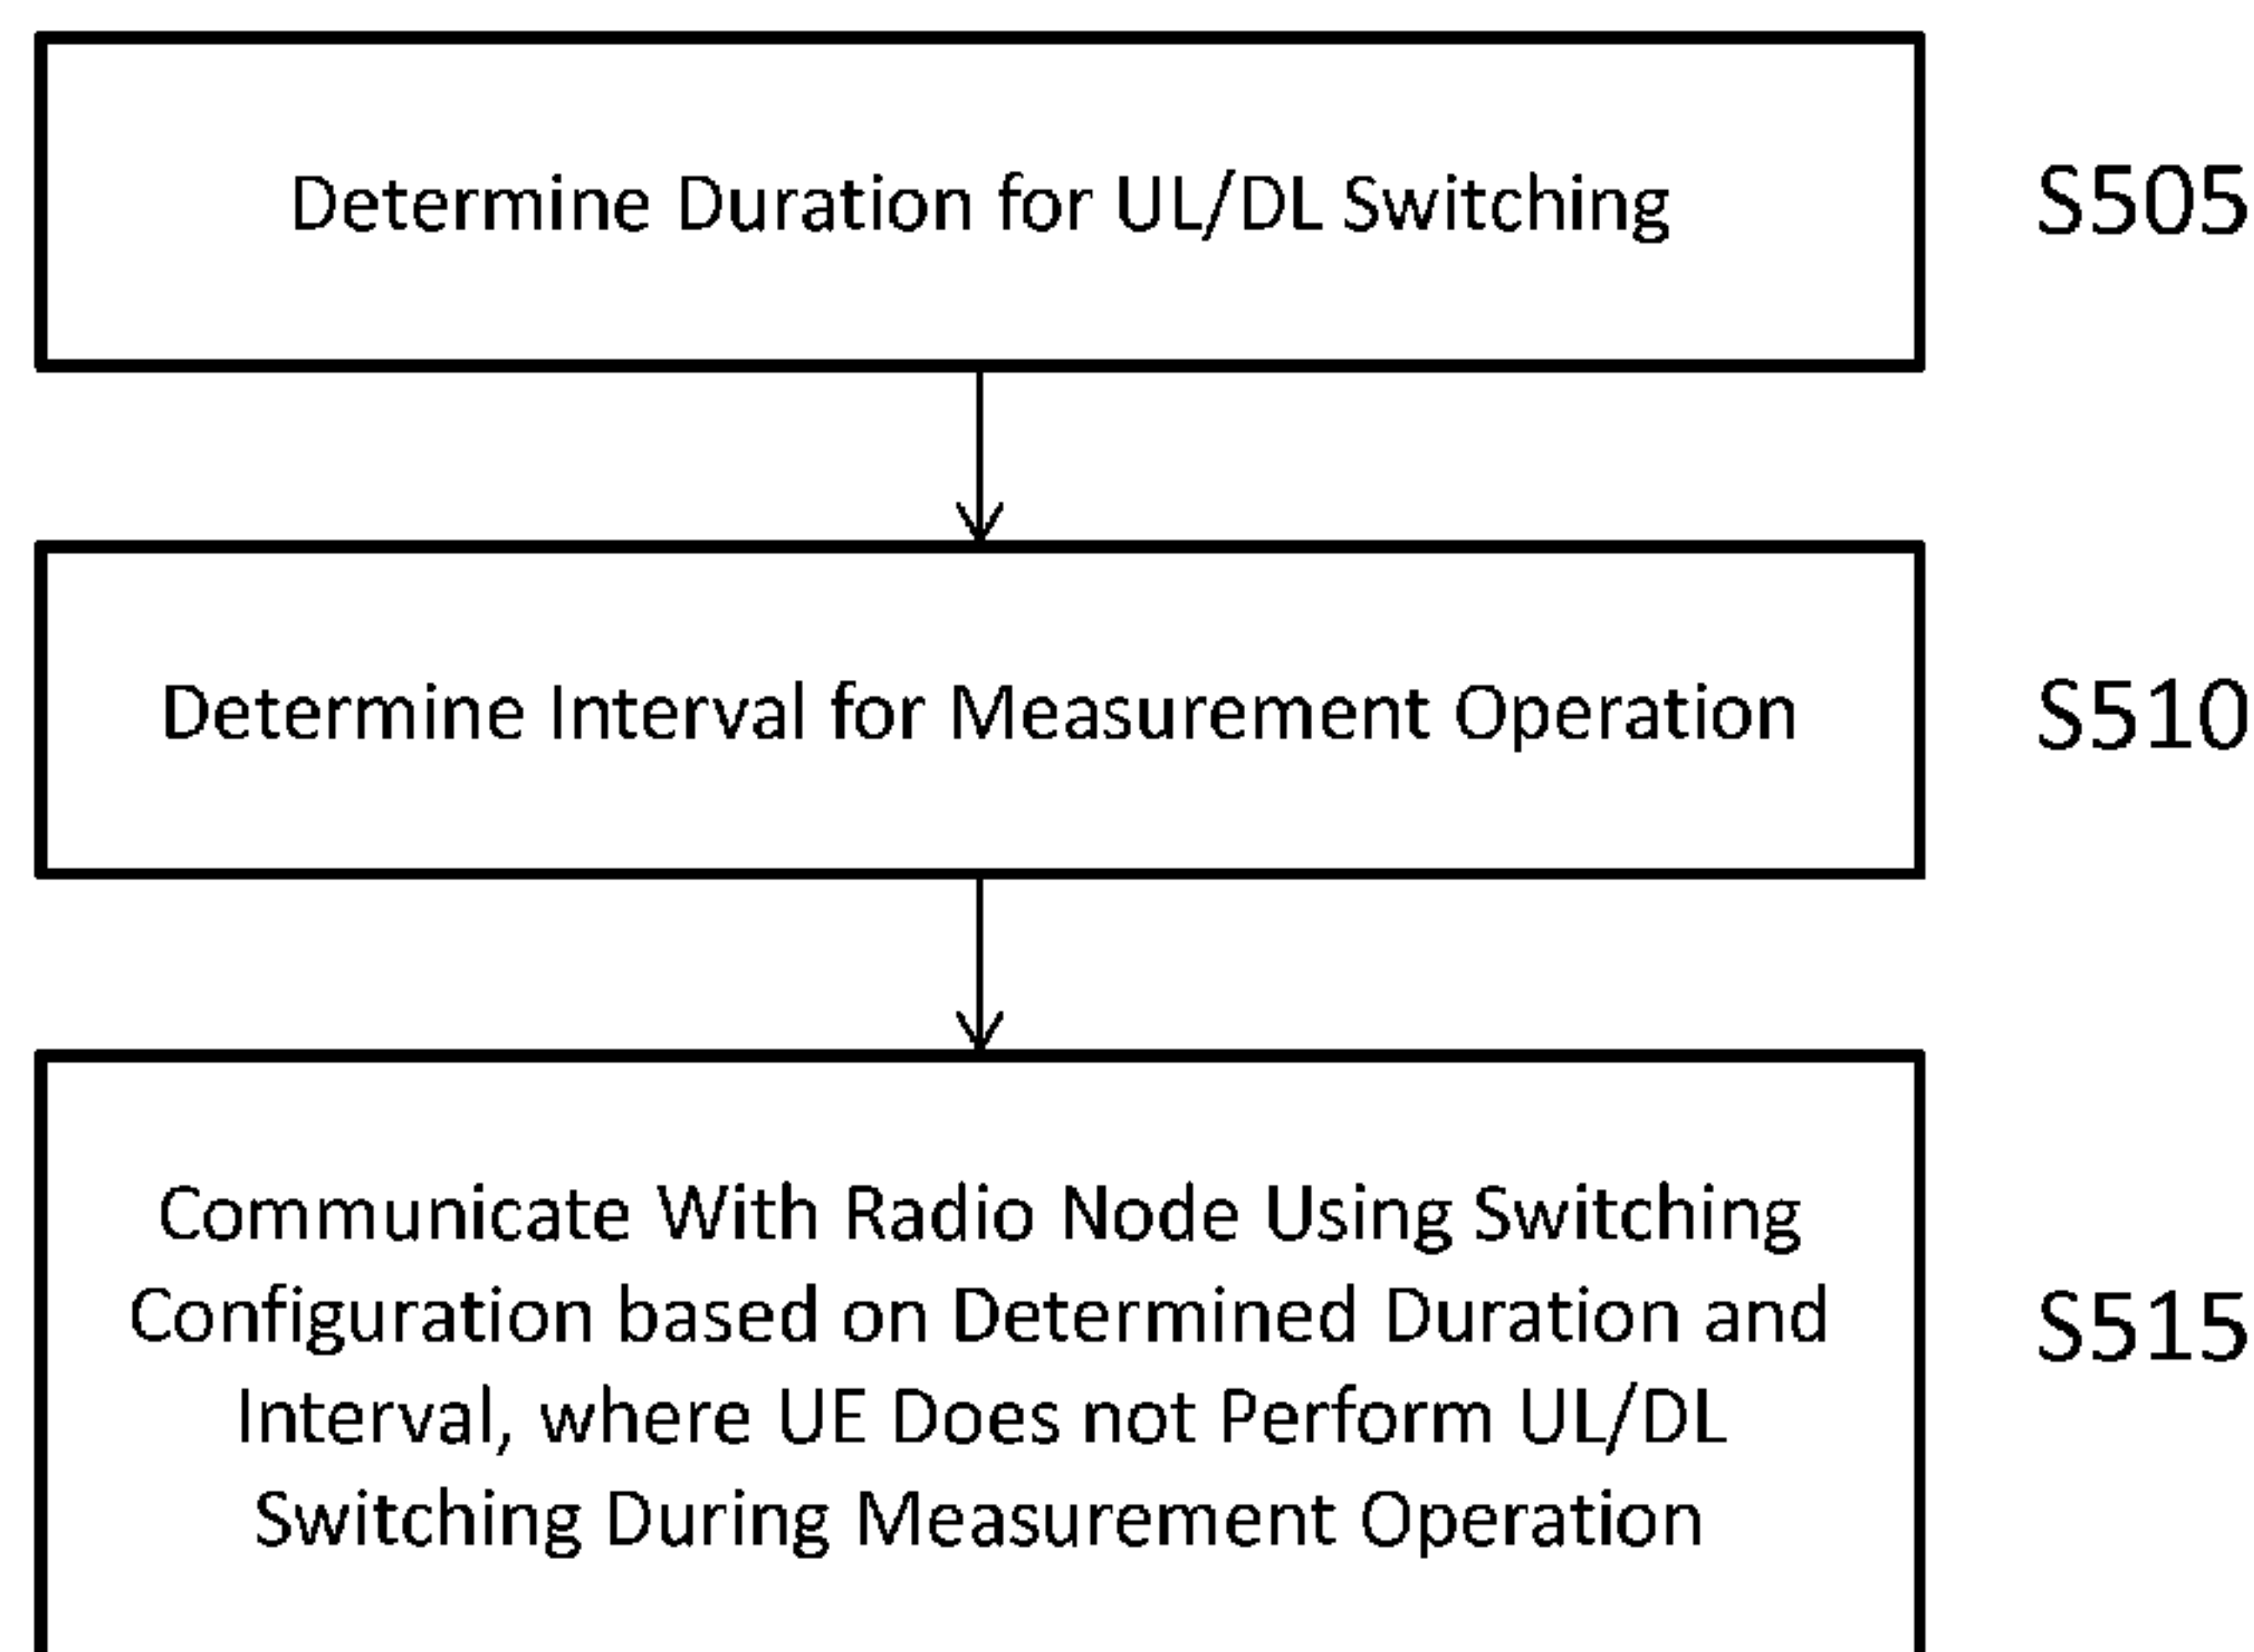 Determine Duration for UL/DL Switching
S505
Determine Interval for Measurement Operation
S510
Communicate With Radio Node Using Switching
Configuration based on Determined Duration and
Interval, where UE Does not Perform UL/DL
Switching During Measurement Operation
S515